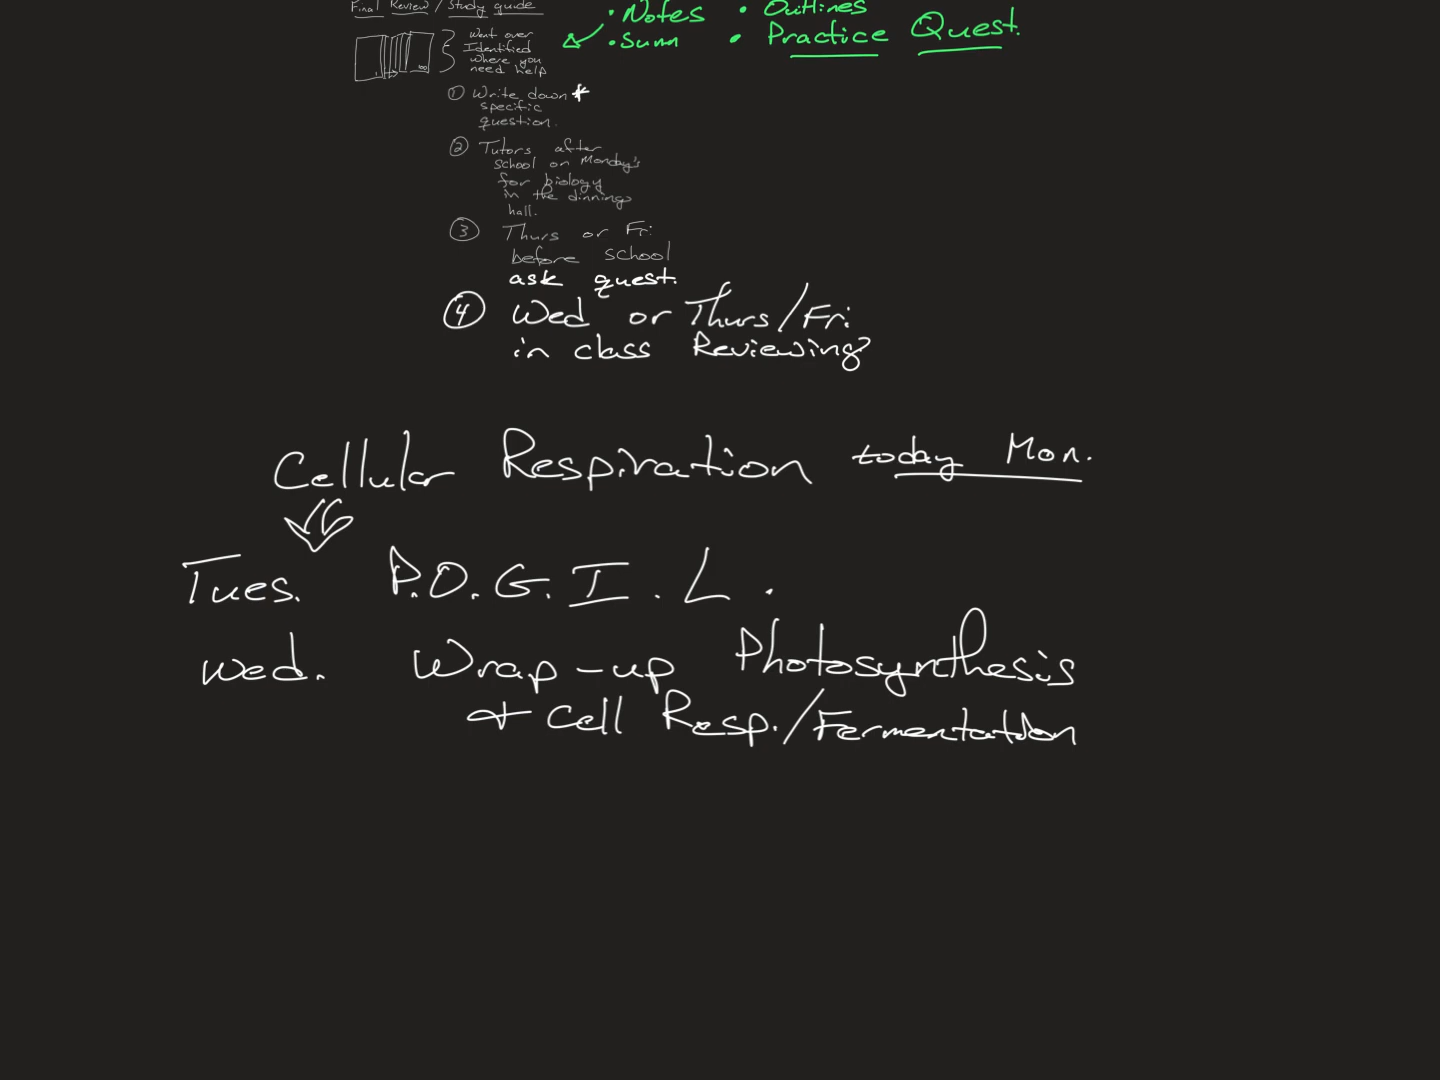 Final Review / Study guide
• Notes • Outlines
• Summ • Practice Quest.
Went over
Identified
where you
need help
① Write down *
specific
question.
② Tutors after
school on Monday's
for biology
in the dinning
hall.
③ Thurs or Fri.
before school
ask quest.
④ Wed or Thurs/Fri.
in class Reviewing?
Cellular Respiration today Mon.
Tues. P.O.G.I.L.
Wed. Wrap-up Photosynthesis
+ Cell Resp./Fermentation